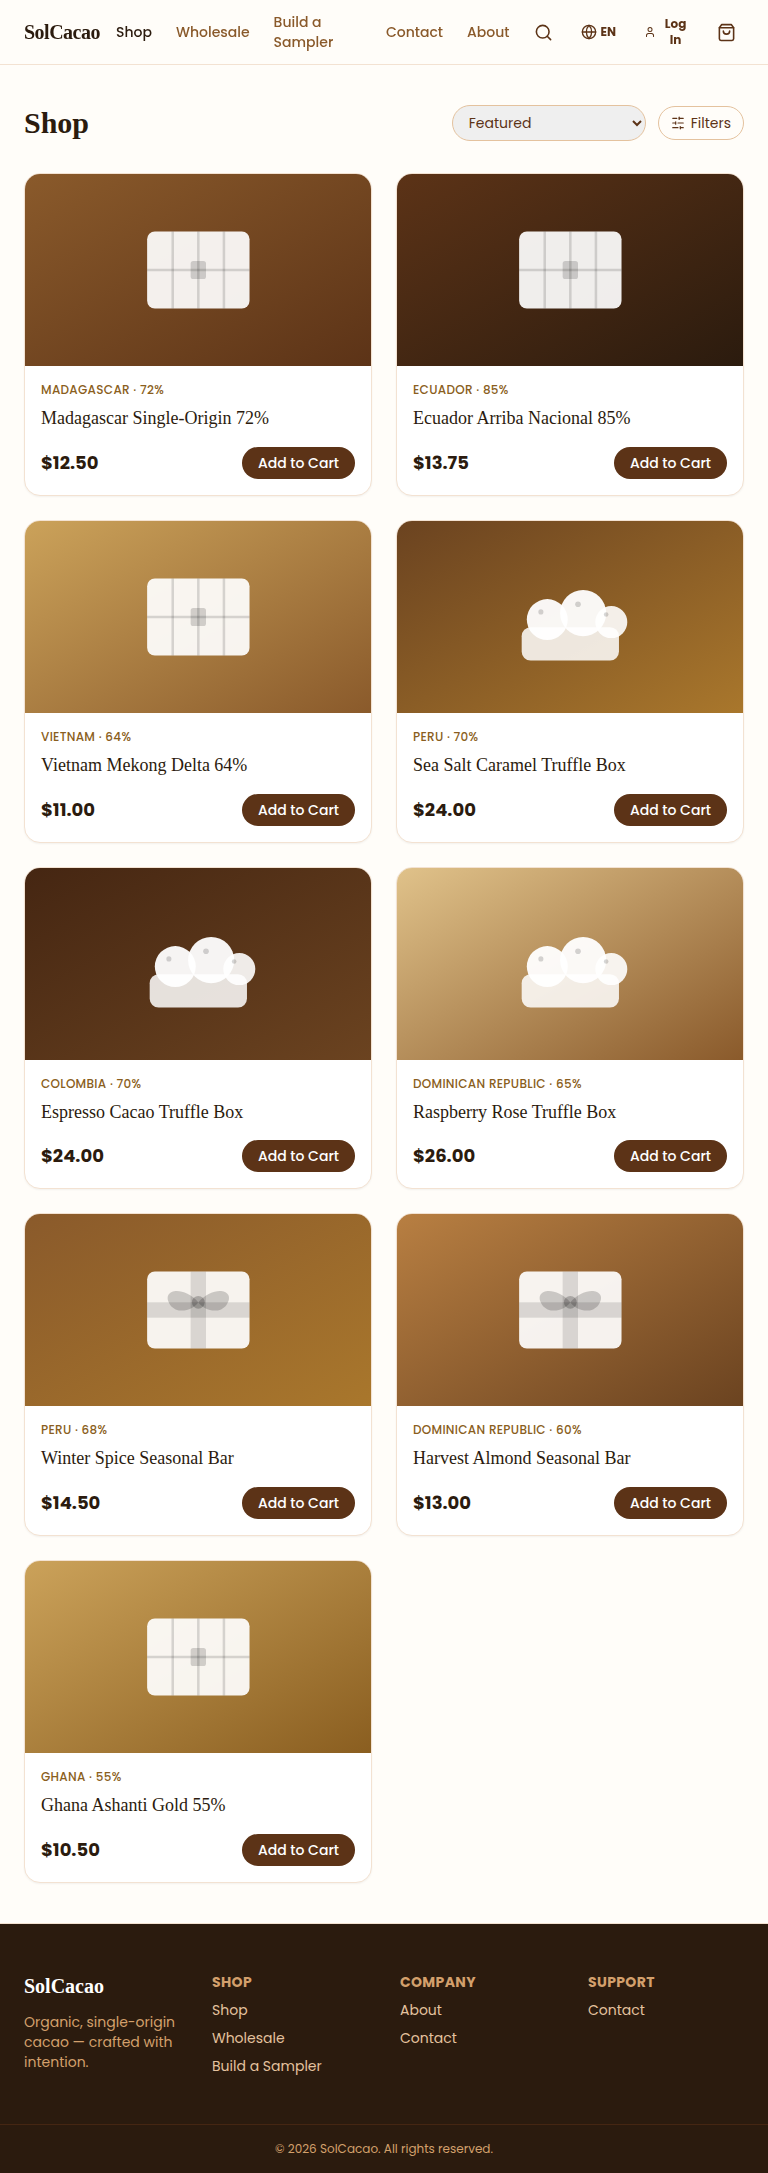 SolCacao Shop Wholesale Build a Sampler Contact About EN Log In
Shop
Featured
Filters
MADAGASCAR · 72%
Madagascar Single-Origin 72%
$12.50 Add to Cart
ECUADOR · 85%
Ecuador Arriba Nacional 85%
$13.75 Add to Cart
VIETNAM · 64%
Vietnam Mekong Delta 64%
$11.00 Add to Cart
PERU · 70%
Sea Salt Caramel Truffle Box
$24.00 Add to Cart
COLOMBIA · 70%
Espresso Cacao Truffle Box
$24.00 Add to Cart
DOMINICAN REPUBLIC · 65%
Raspberry Rose Truffle Box
$26.00 Add to Cart
PERU · 68%
Winter Spice Seasonal Bar
$14.50 Add to Cart
DOMINICAN REPUBLIC · 60%
Harvest Almond Seasonal Bar
$13.00 Add to Cart
GHANA · 55%
Ghana Ashanti Gold 55%
$10.50 Add to Cart
SolCacao
Organic, single-origin
cacao — crafted with
intention.
SHOP
Shop
Wholesale
Build a Sampler
COMPANY
About
Contact
SUPPORT
Contact
© 2026 SolCacao. All rights reserved.